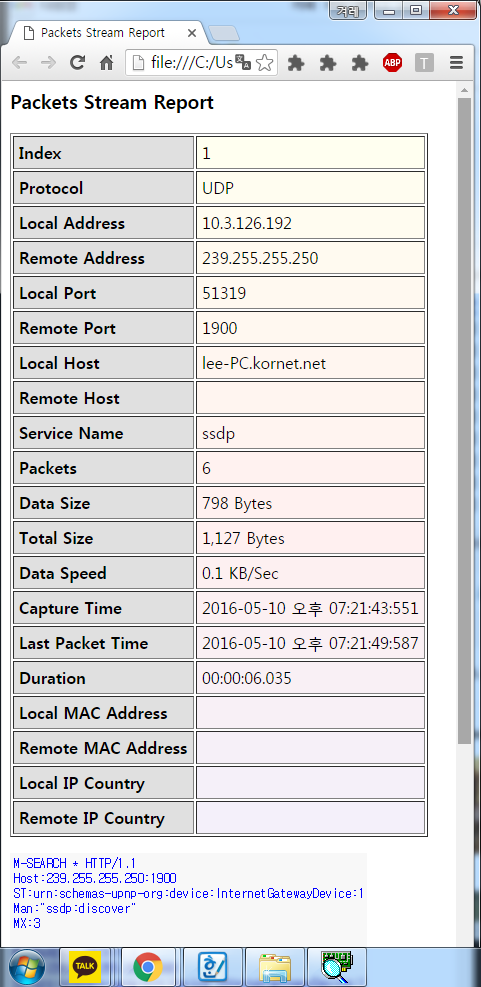 겨레
Packets Stream Report
file:///C:/Us
ABP
T
Packets Stream Report
Index 1
Protocol UDP
Local Address 10.3.126.192
Remote Address 239.255.255.250
Local Port 51319
Remote Port 1900
Local Host lee-PC.kornet.net
Remote Host
Service Name ssdp
Packets 6
Data Size 798 Bytes
Total Size 1,127 Bytes
Data Speed 0.1 KB/Sec
Capture Time 2016-05-10 오후 07:21:43:551
Last Packet Time 2016-05-10 오후 07:21:49:587
Duration 00:00:06.035
Local MAC Address
Remote MAC Address
Local IP Country
Remote IP Country
M-SEARCH * HTTP/1.1
Host:239.255.255.250:1900
ST:urn:schemas-upnp-org:device:InternetGatewayDevice:1
Man:"ssdp:discover"
MX:3
TALK